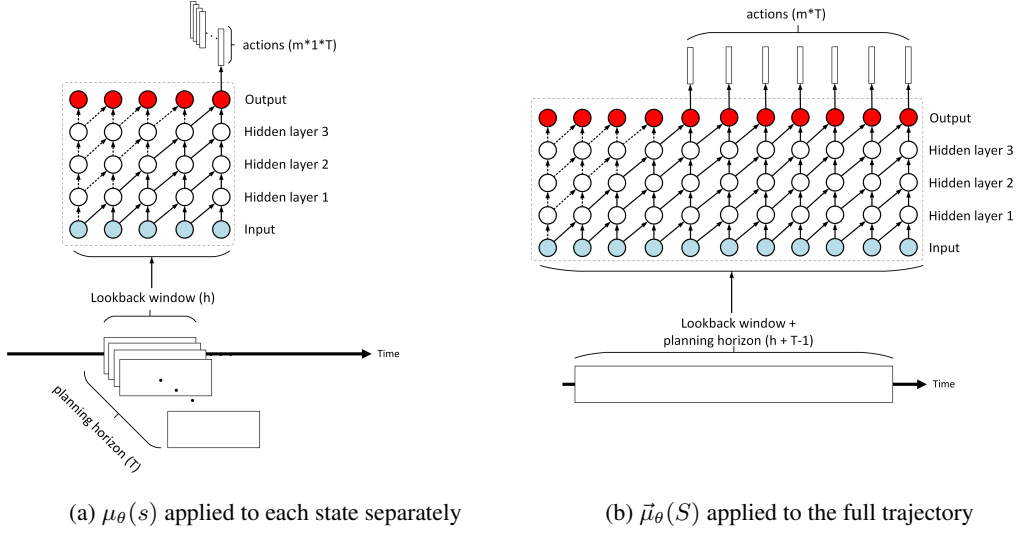 actions (m*1*T)
Output
Hidden layer 3
Hidden layer 2
Hidden layer 1
Input
Lookback window (h)
Time
planning horizon (T)
(a) μθ(s) applied to each state separately
actions (m*T)
Output
Hidden layer 3
Hidden layer 2
Hidden layer 1
Input
Lookback window +
planning horizon (h + T-1)
Time
(b) μ⃗θ(S) applied to the full trajectory